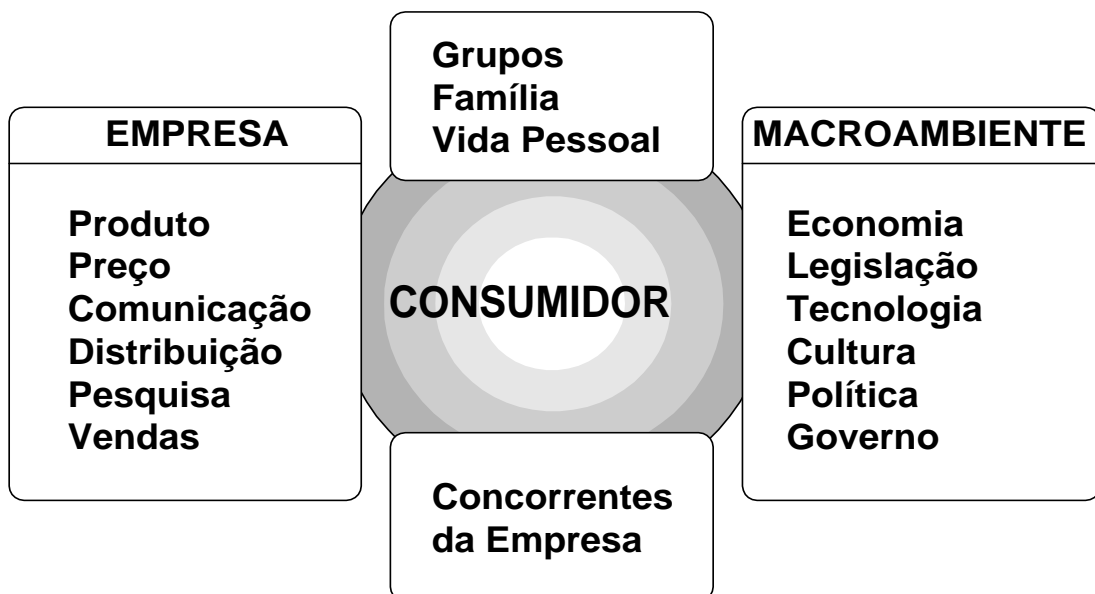 Grupos
Família
Vida Pessoal
EMPRESA
Produto
Preço
Comunicação
Distribuição
Pesquisa
Vendas
CONSUMIDOR
MACROAMBIENTE
Economia
Legislação
Tecnologia
Cultura
Política
Governo
Concorrentes
da Empresa